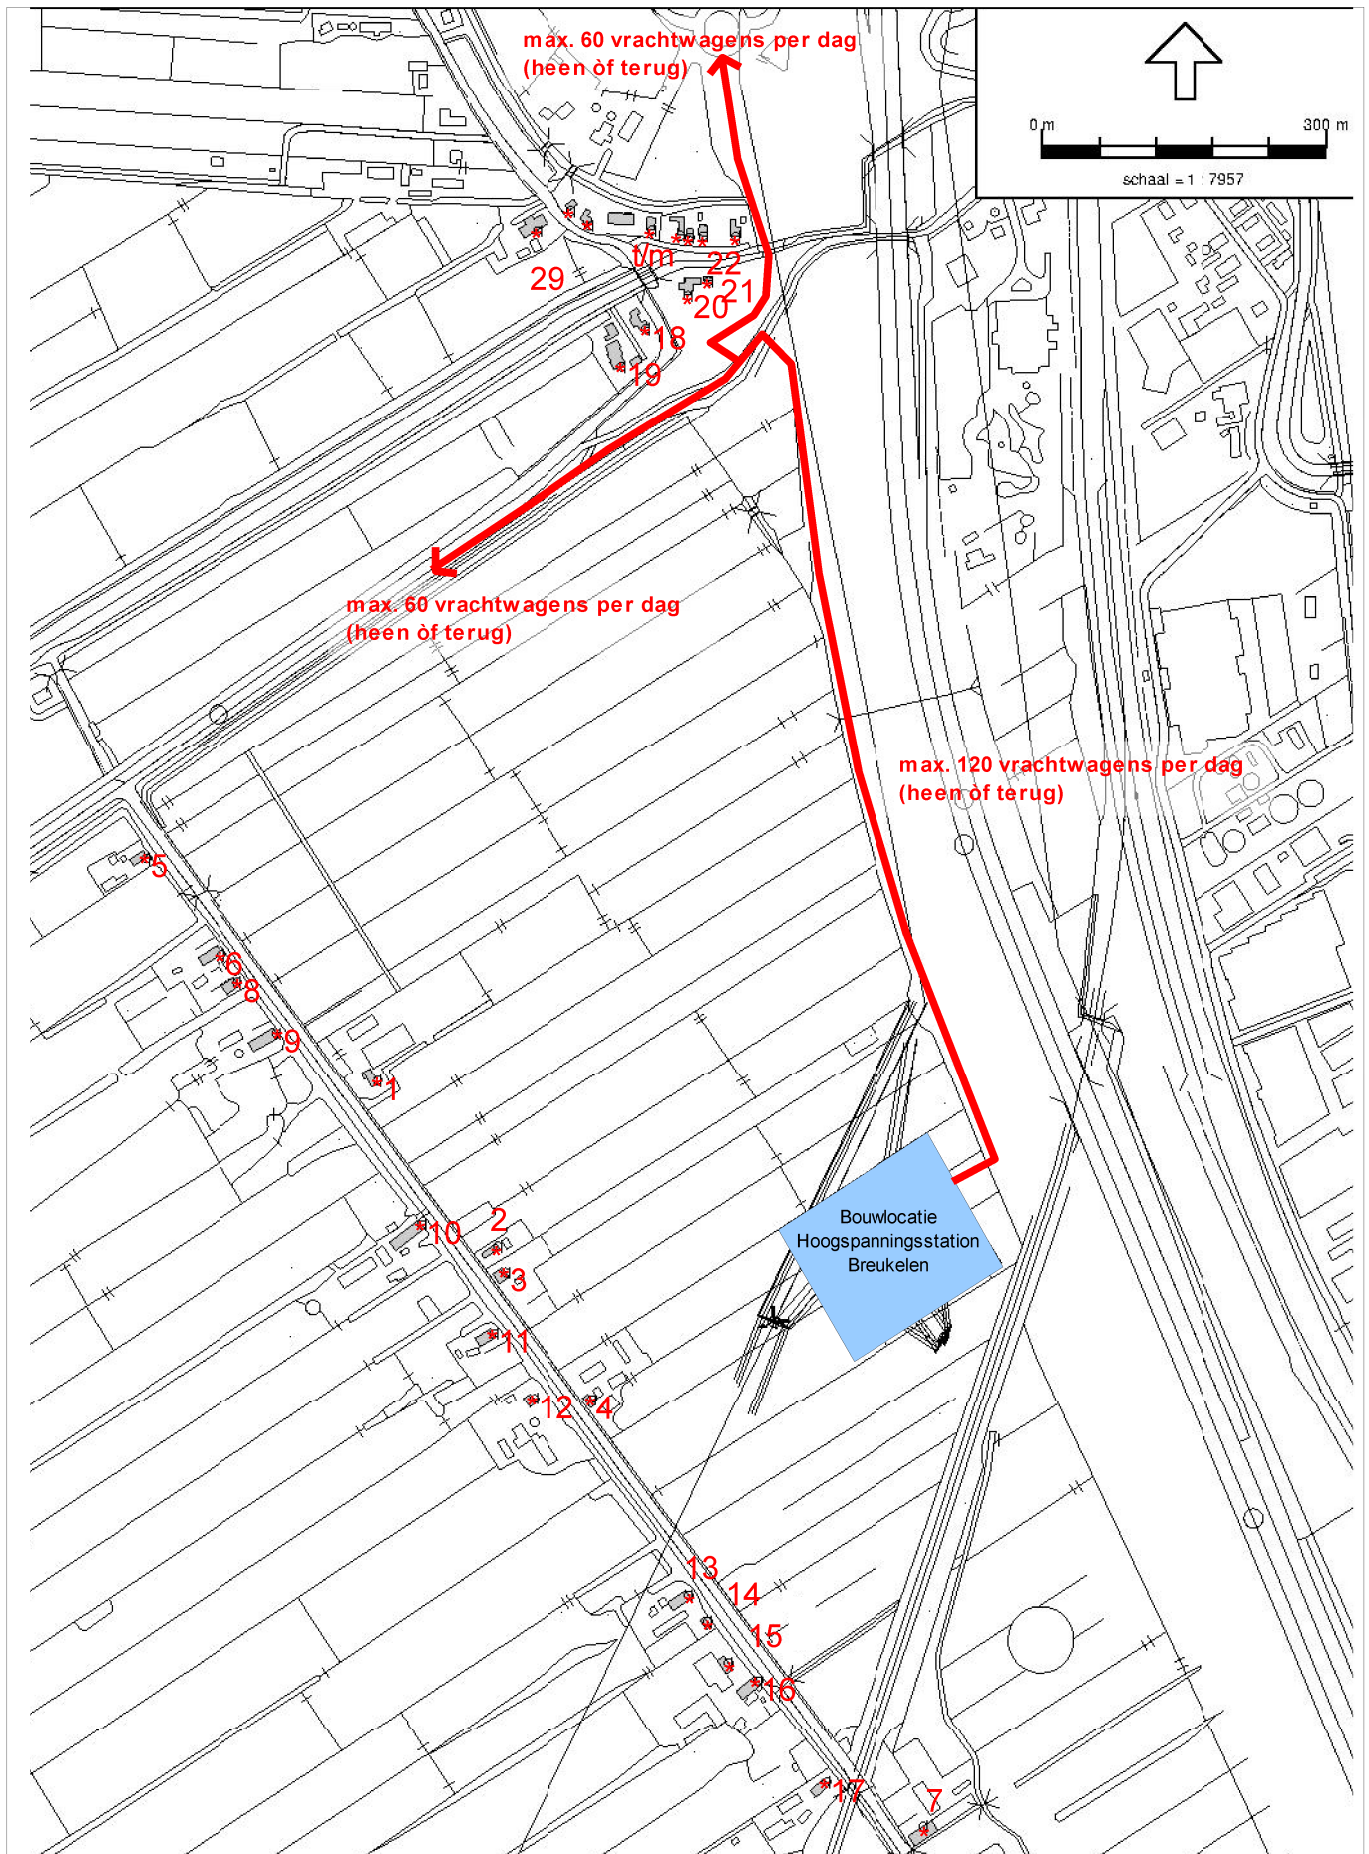 max. 60 vrachtwagens per dag
(heen òf terug)
0 m 300 m
schaal = 1 : 7957
t/m
22
29
21
20
18
19
max. 60 vrachtwagens per dag
(heen òf terug)
max. 120 vrachtwagens per dag
(heen òf terug)
5
6
8
9
1
Bouwlocatie
Hoogspanningsstation
Breukelen
2
10
3
11
12
4
13
14
15
16
17
7